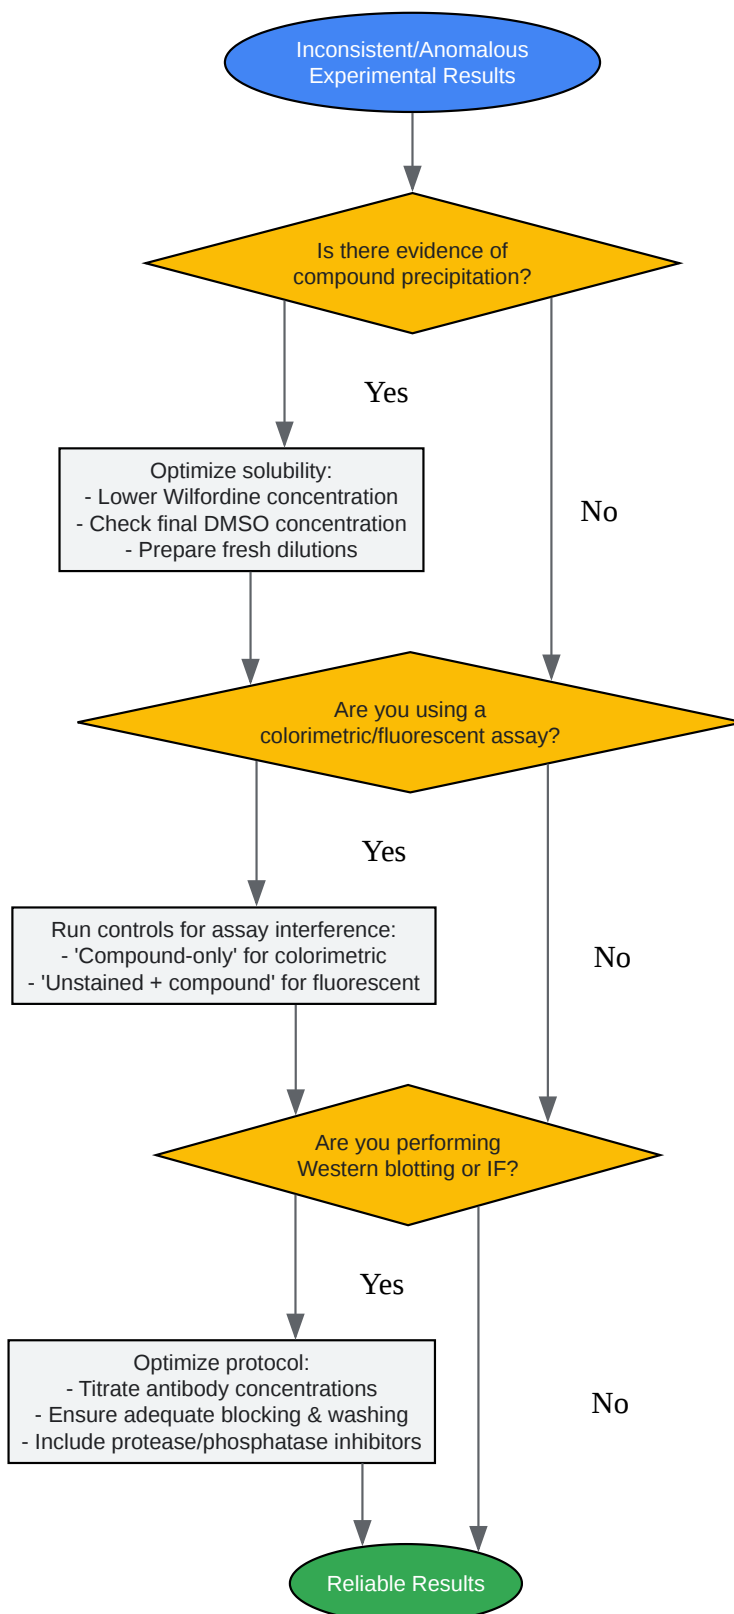 Inconsistent/Anomalous
Experimental Results
Is there evidence of
compound precipitation?
Yes
Optimize solubility:
- Lower Wilfordine concentration
- Check final DMSO concentration
- Prepare fresh dilutions
No
Are you using a
colorimetric/fluorescent assay?
Yes
Run controls for assay interference:
- 'Compound-only' for colorimetric
- 'Unstained + compound' for fluorescent
No
Are you performing
Western blotting or IF?
Yes
Optimize protocol:
- Titrate antibody concentrations
- Ensure adequate blocking & washing
- Include protease/phosphatase inhibitors
No
Reliable Results